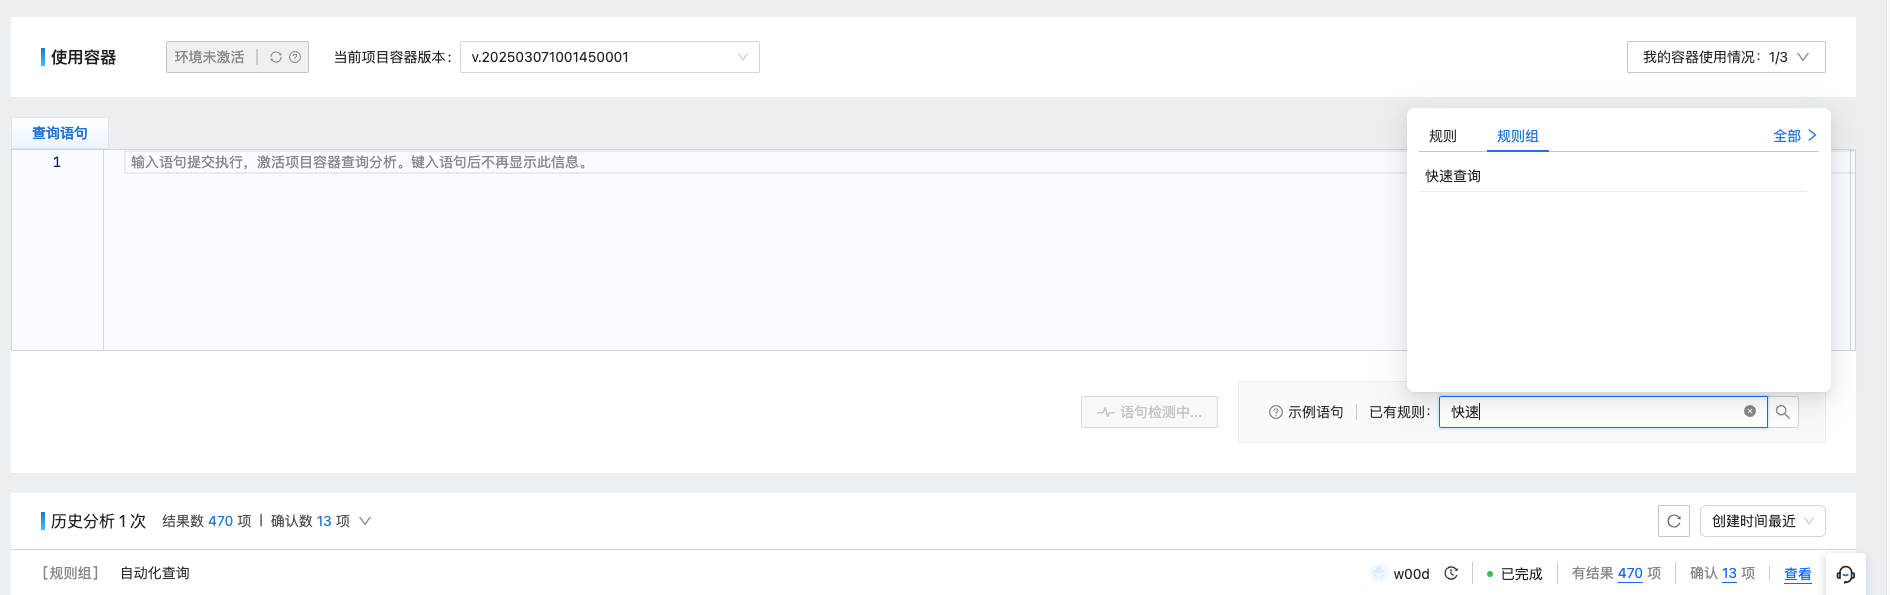 使用容器 环境未激活 当前项目容器版本： v.202503071001450001 我的容器使用情况：1/3
查询语句
1 输入语句提交执行，激活项目容器查询分析。键入语句后不再显示此信息。
规则 规则组 全部
快速查询
语句检测中... 示例语句 已有规则： 快速
历史分析 1 次 结果数 470 项 | 确认数 13 项 创建时间最近
[规则组] 自动化查询 w00d 已完成 有结果 470 项 确认 13 项 查看